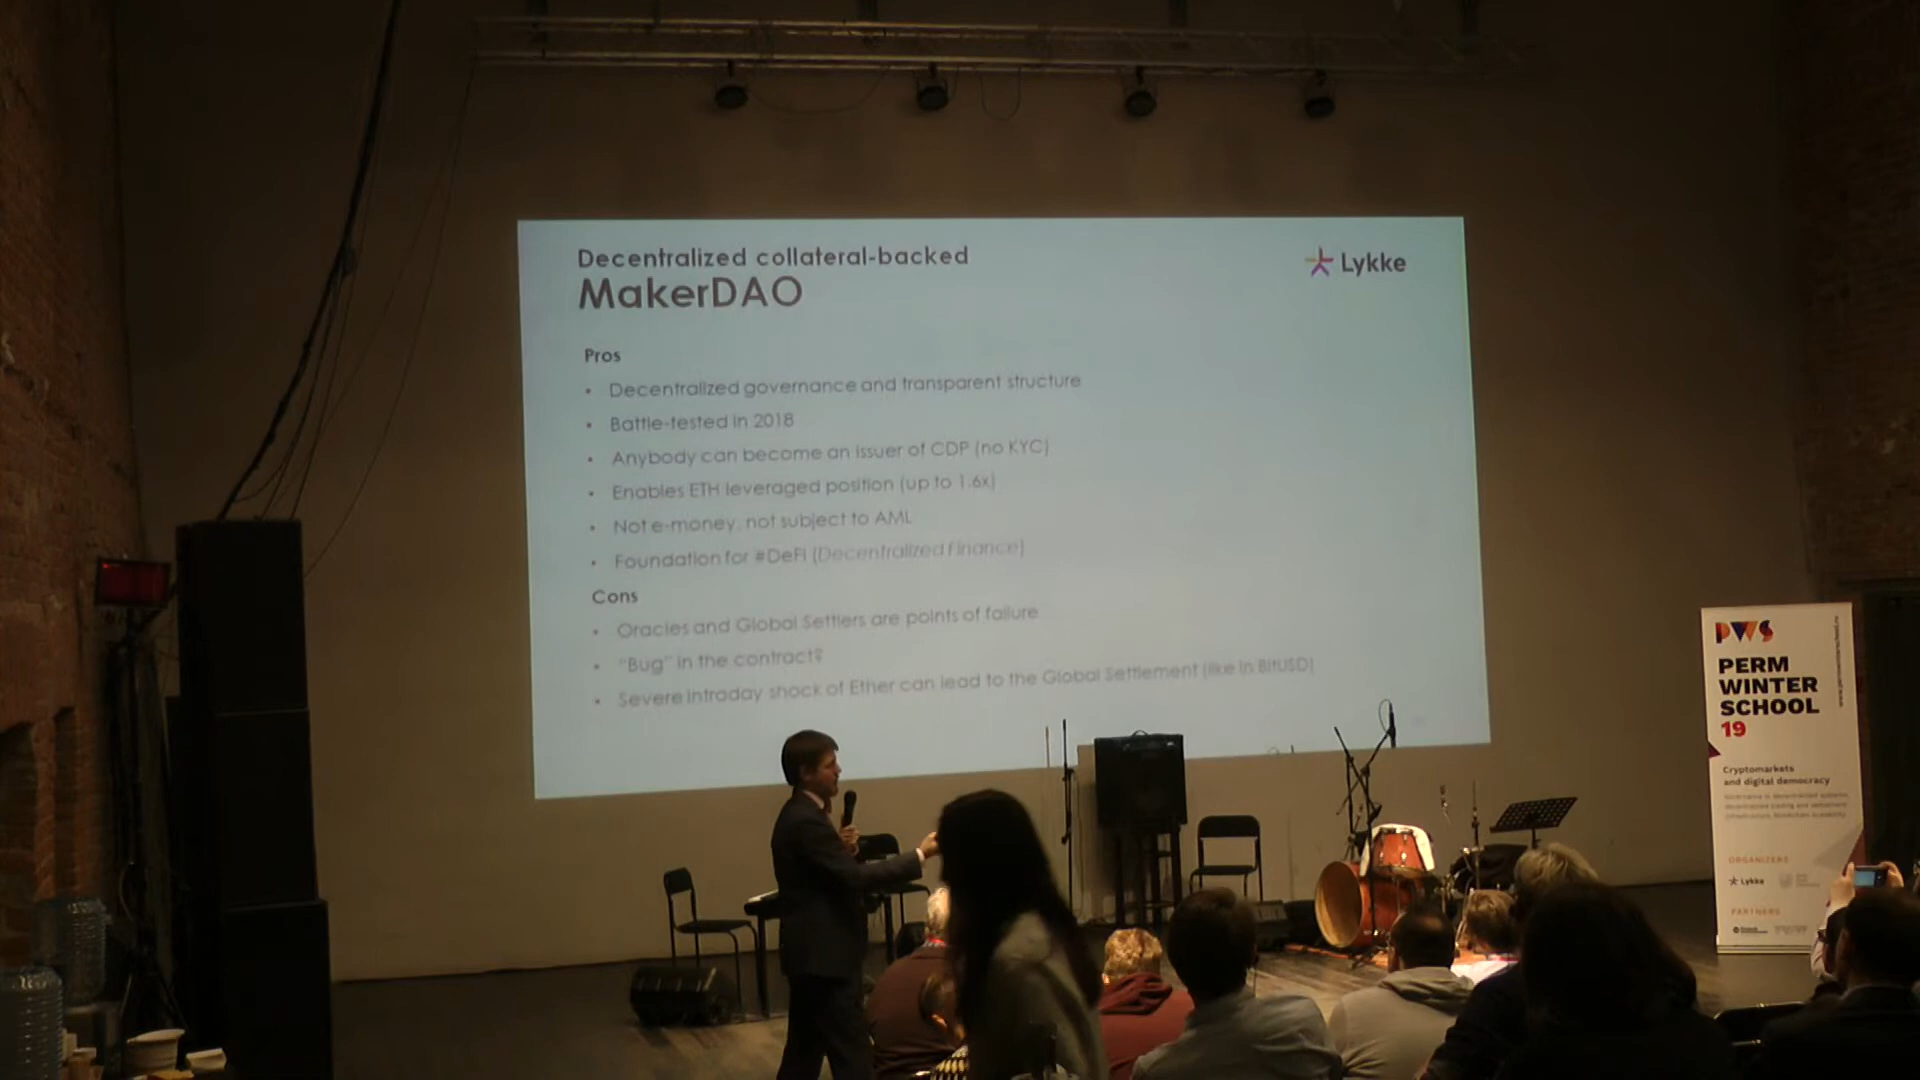 Decentralized collateral-backed
MakerDAO
Lykke
Pros
• Decentralized governance and transparent structure
• Battle-tested in 2018
• Anybody can become an issuer of CDP (no KYC)
• Enables ETH leveraged position (up to 1.6x)
• Not e-money, not subject to AML
• Foundation for #DeFi (Decentralized Finance)
Cons
• Oracles and Global Settlers are points of failure
• "Bug" in the contract?
• Severe intraday shock of Ether can lead to the Global Settlement (like in BitUSD)
PWS
PERM
WINTER
SCHOOL
19
Cryptomarkets
and digital democracy
ORGANIZERS
Lykke
PARTNERS